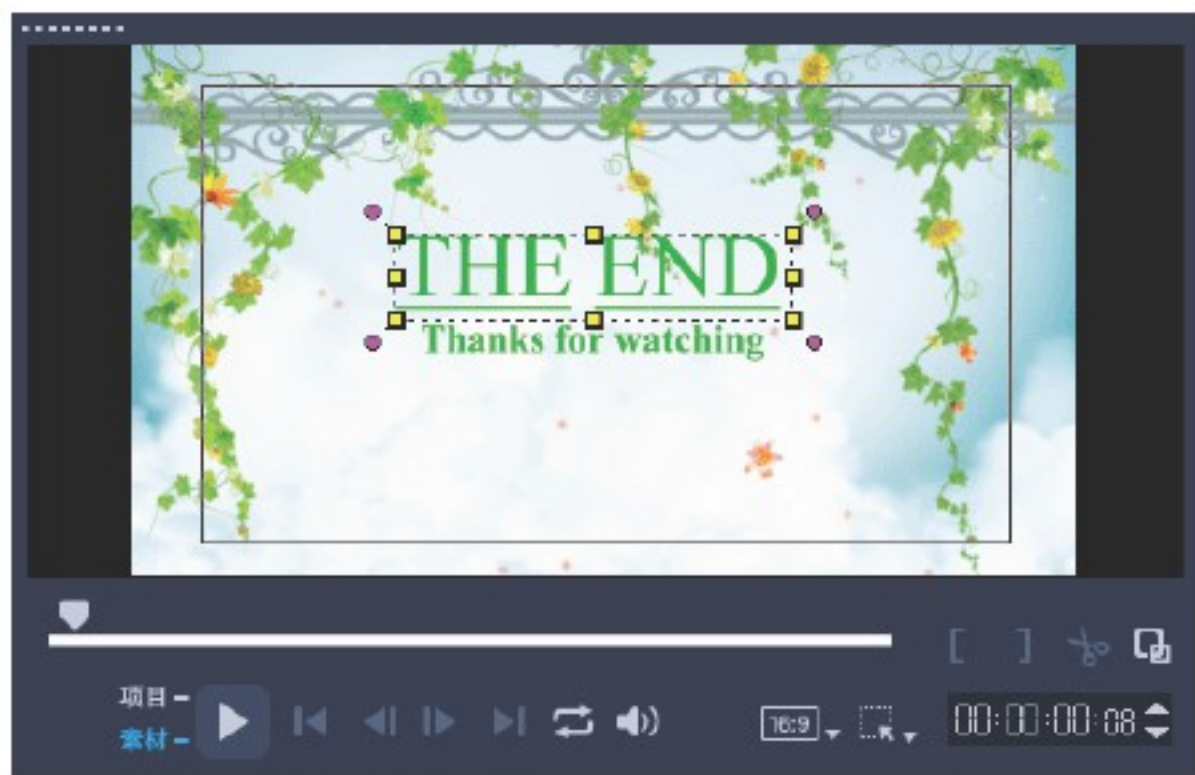 THE END
Thanks for watching
项目
素材
16:9
00:00:00:08